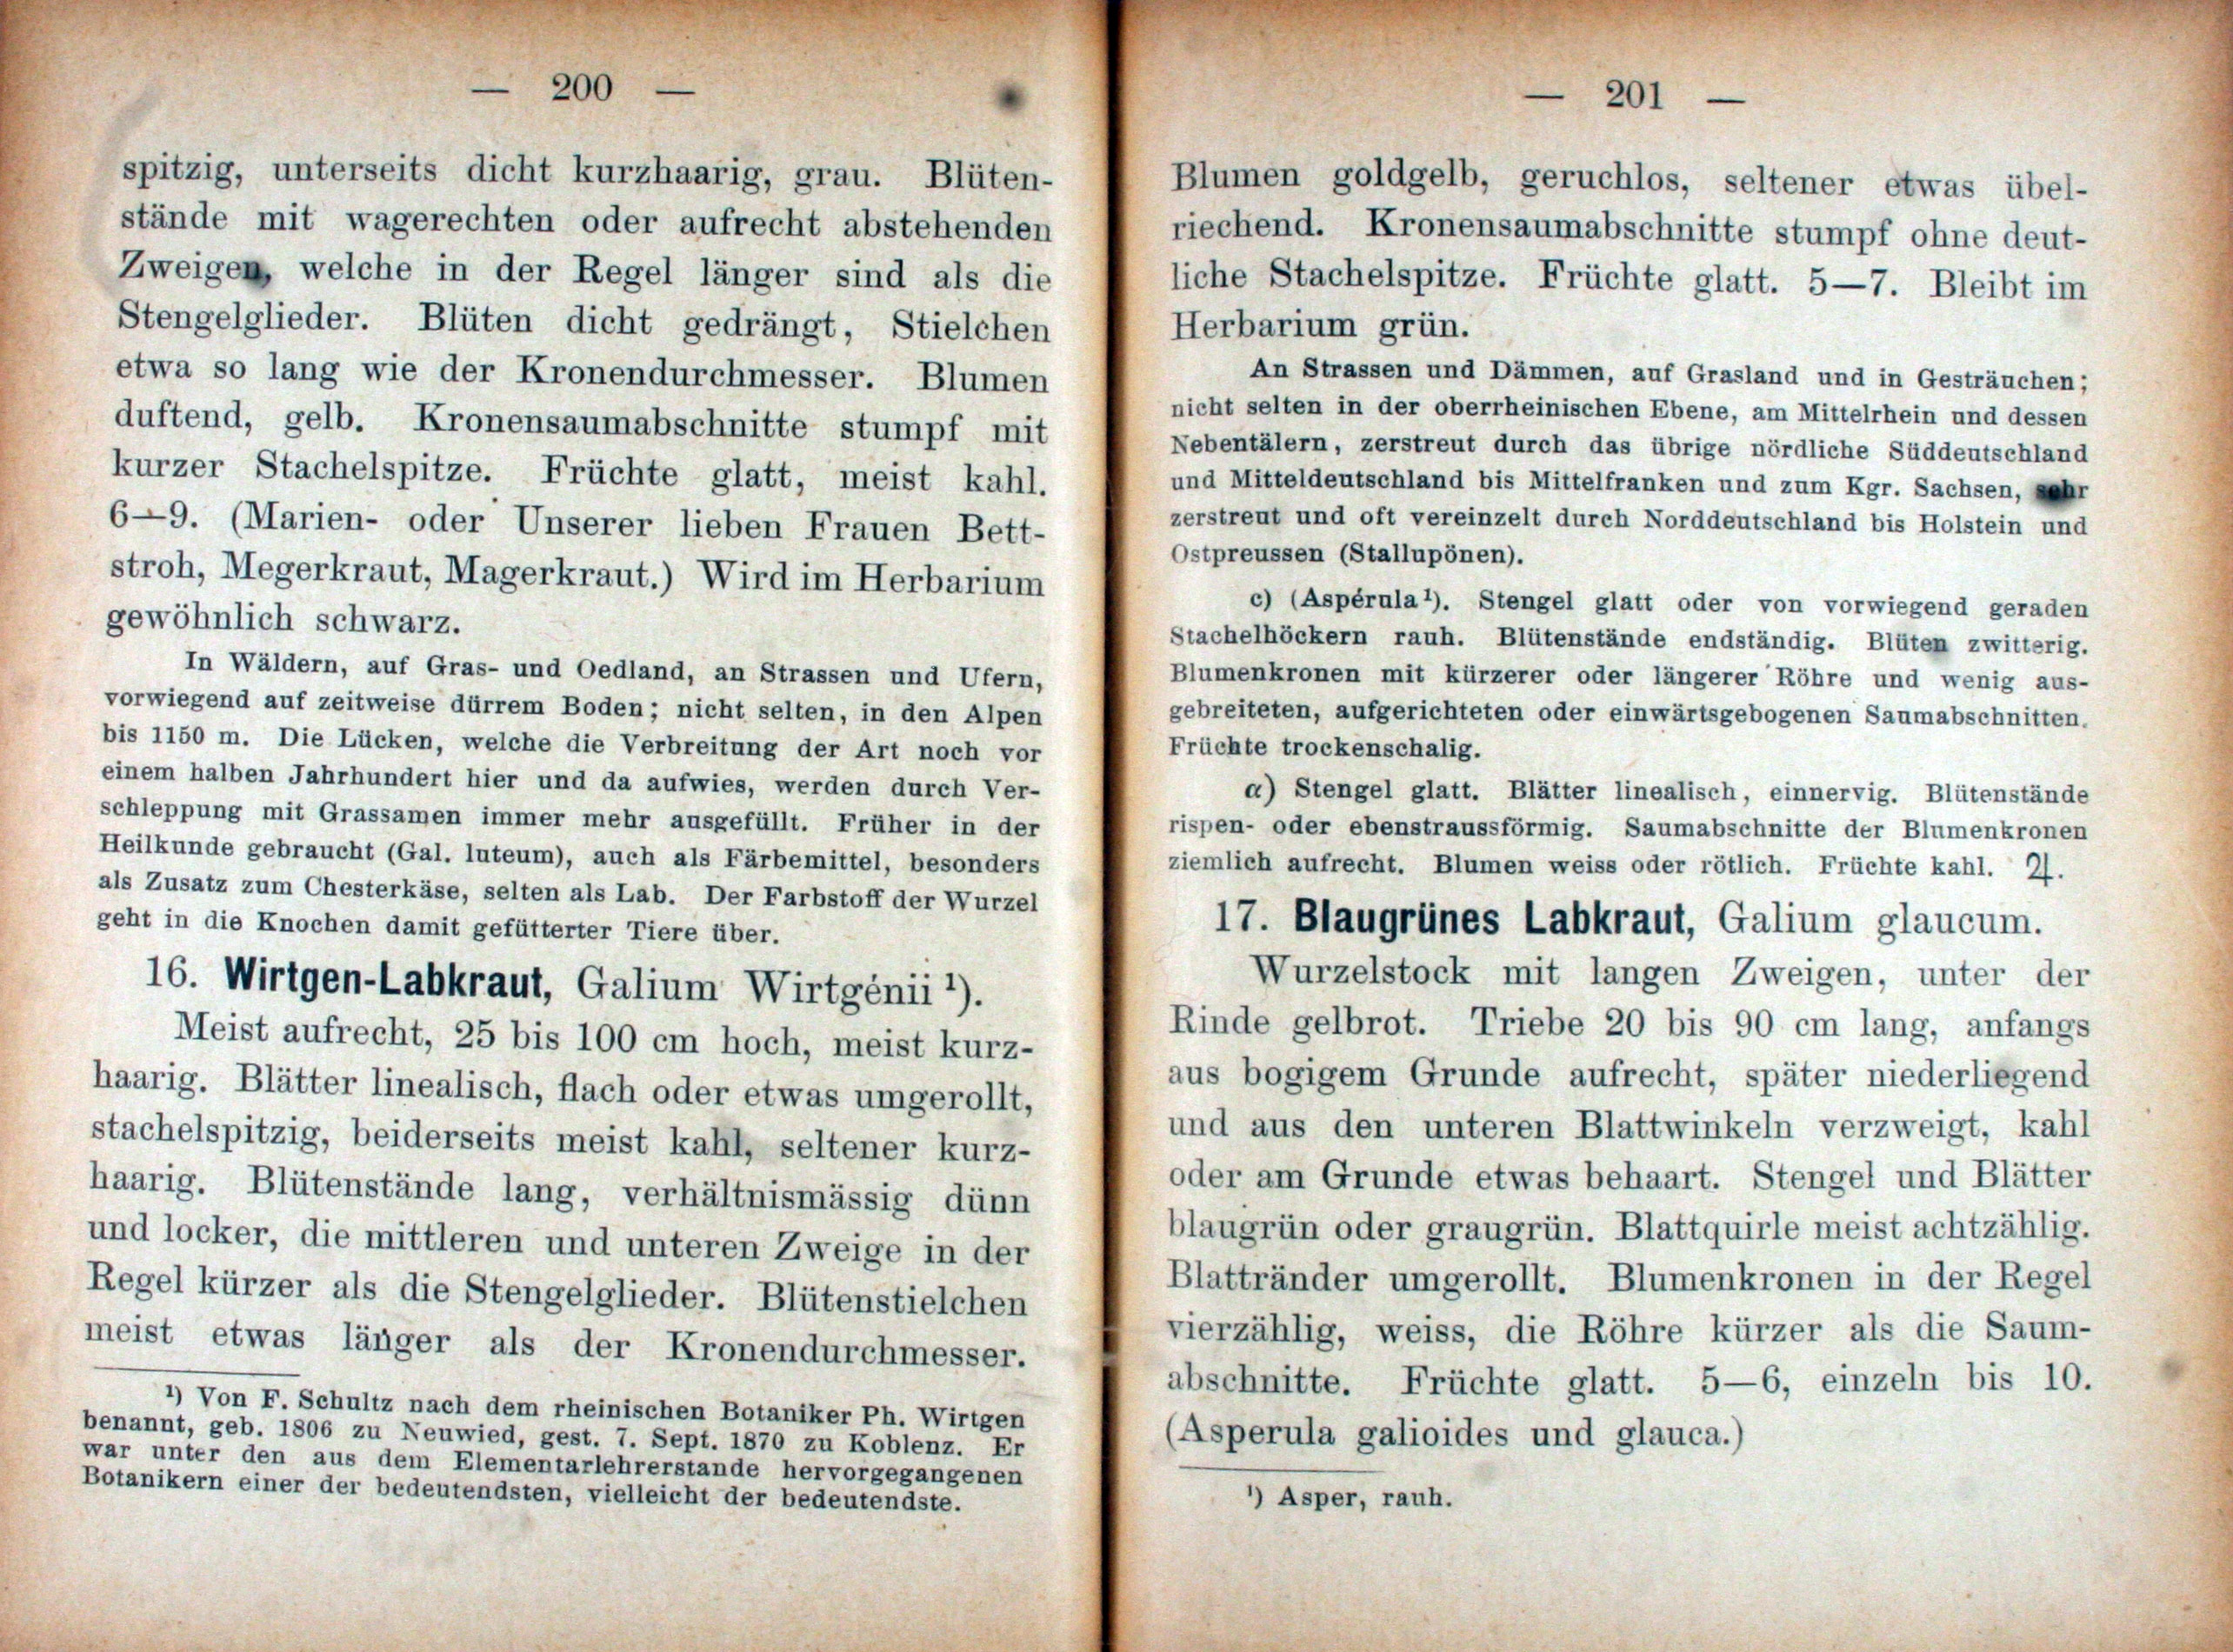 — 200 —
spitzig, unterseits dicht kurzhaarig, grau. Blüten-
stände mit wagerechten oder aufrecht abstehenden
Zweigen, welche in der Regel länger sind als die
Stengelglieder. Blüten dicht gedrängt, Stielchen
etwa so lang wie der Kronendurchmesser. Blumen
duftend, gelb. Kronensaumabschnitte stumpf mit
kurzer Stachelspitze. Früchte glatt, meist kahl.
6—9. (Marien- oder Unserer lieben Frauen Bett-
stroh, Megerkraut, Magerkraut.) Wird im Herbarium
gewöhnlich schwarz.
In Wäldern, auf Gras- und Oedland, an Strassen und Ufern,
vorwiegend auf zeitweise dürrem Boden; nicht selten, in den Alpen
bis 1150 m. Die Lücken, welche die Verbreitung der Art noch vor
einem halben Jahrhundert hier und da aufwies, werden durch Ver-
schleppung mit Grassamen immer mehr ausgefüllt. Früher in der
Heilkunde gebraucht (Gal. luteum), auch als Färbemittel, besonders
als Zusatz zum Chesterkäse, selten als Lab. Der Farbstoff der Wurzel
geht in die Knochen damit gefütterter Tiere über.
16. Wirtgen-Labkraut, Galium Wirtgénii ¹).
Meist aufrecht, 25 bis 100 cm hoch, meist kurz-
haarig. Blätter linealisch, flach oder etwas umgerollt,
stachelspitzig, beiderseits meist kahl, seltener kurz-
haarig. Blütenstände lang, verhältnismässig dünn
und locker, die mittleren und unteren Zweige in der
Regel kürzer als die Stengelglieder. Blütenstielchen
meist etwas länger als der Kronendurchmesser.
¹) Von F. Schultz nach dem rheinischen Botaniker Ph. Wirtgen
benannt, geb. 1806 zu Neuwied, gest. 7. Sept. 1870 zu Koblenz. Er
war unter den aus dem Elementarlehrerstande hervorgegangenen
Botanikern einer der bedeutendsten, vielleicht der bedeutendste.
— 201 —
Blumen goldgelb, geruchlos, seltener etwas übel-
riechend. Kronensaumabschnitte stumpf ohne deut-
liche Stachelspitze. Früchte glatt. 5—7. Bleibt im
Herbarium grün.
An Strassen und Dämmen, auf Grasland und in Gesträuchen;
nicht selten in der oberrheinischen Ebene, am Mittelrhein und dessen
Nebentälern, zerstreut durch das übrige nördliche Süddeutschland
und Mitteldeutschland bis Mittelfranken und zum Kgr. Sachsen, sehr
zerstreut und oft vereinzelt durch Norddeutschland bis Holstein und
Ostpreussen (Stallupönen).
c) (Aspérula¹). Stengel glatt oder von vorwiegend geraden
Stachelhöckern rauh. Blütenstände endständig. Blüten zwitterig.
Blumenkronen mit kürzerer oder längerer Röhre und wenig aus-
gebreiteten, aufgerichteten oder einwärtsgebogenen Saumabschnitten.
Früchte trockenschalig.
α) Stengel glatt. Blätter linealisch, einnervig. Blütenstände
rispen- oder ebenstraussförmig. Saumabschnitte der Blumenkronen
ziemlich aufrecht. Blumen weiss oder rötlich. Früchte kahl. ♃.
17. Blaugrünes Labkraut, Galium glaucum.
Wurzelstock mit langen Zweigen, unter der
Rinde gelbrot. Triebe 20 bis 90 cm lang, anfangs
aus bogigem Grunde aufrecht, später niederliegend
und aus den unteren Blattwinkeln verzweigt, kahl
oder am Grunde etwas behaart. Stengel und Blätter
blaugrün oder graugrün. Blattquirle meist achtzählig.
Blattränder umgerollt. Blumenkronen in der Regel
vierzählig, weiss, die Röhre kürzer als die Saum-
abschnitte. Früchte glatt. 5—6, einzeln bis 10.
(Asperula galioides und glauca.)
¹) Asper, rauh.